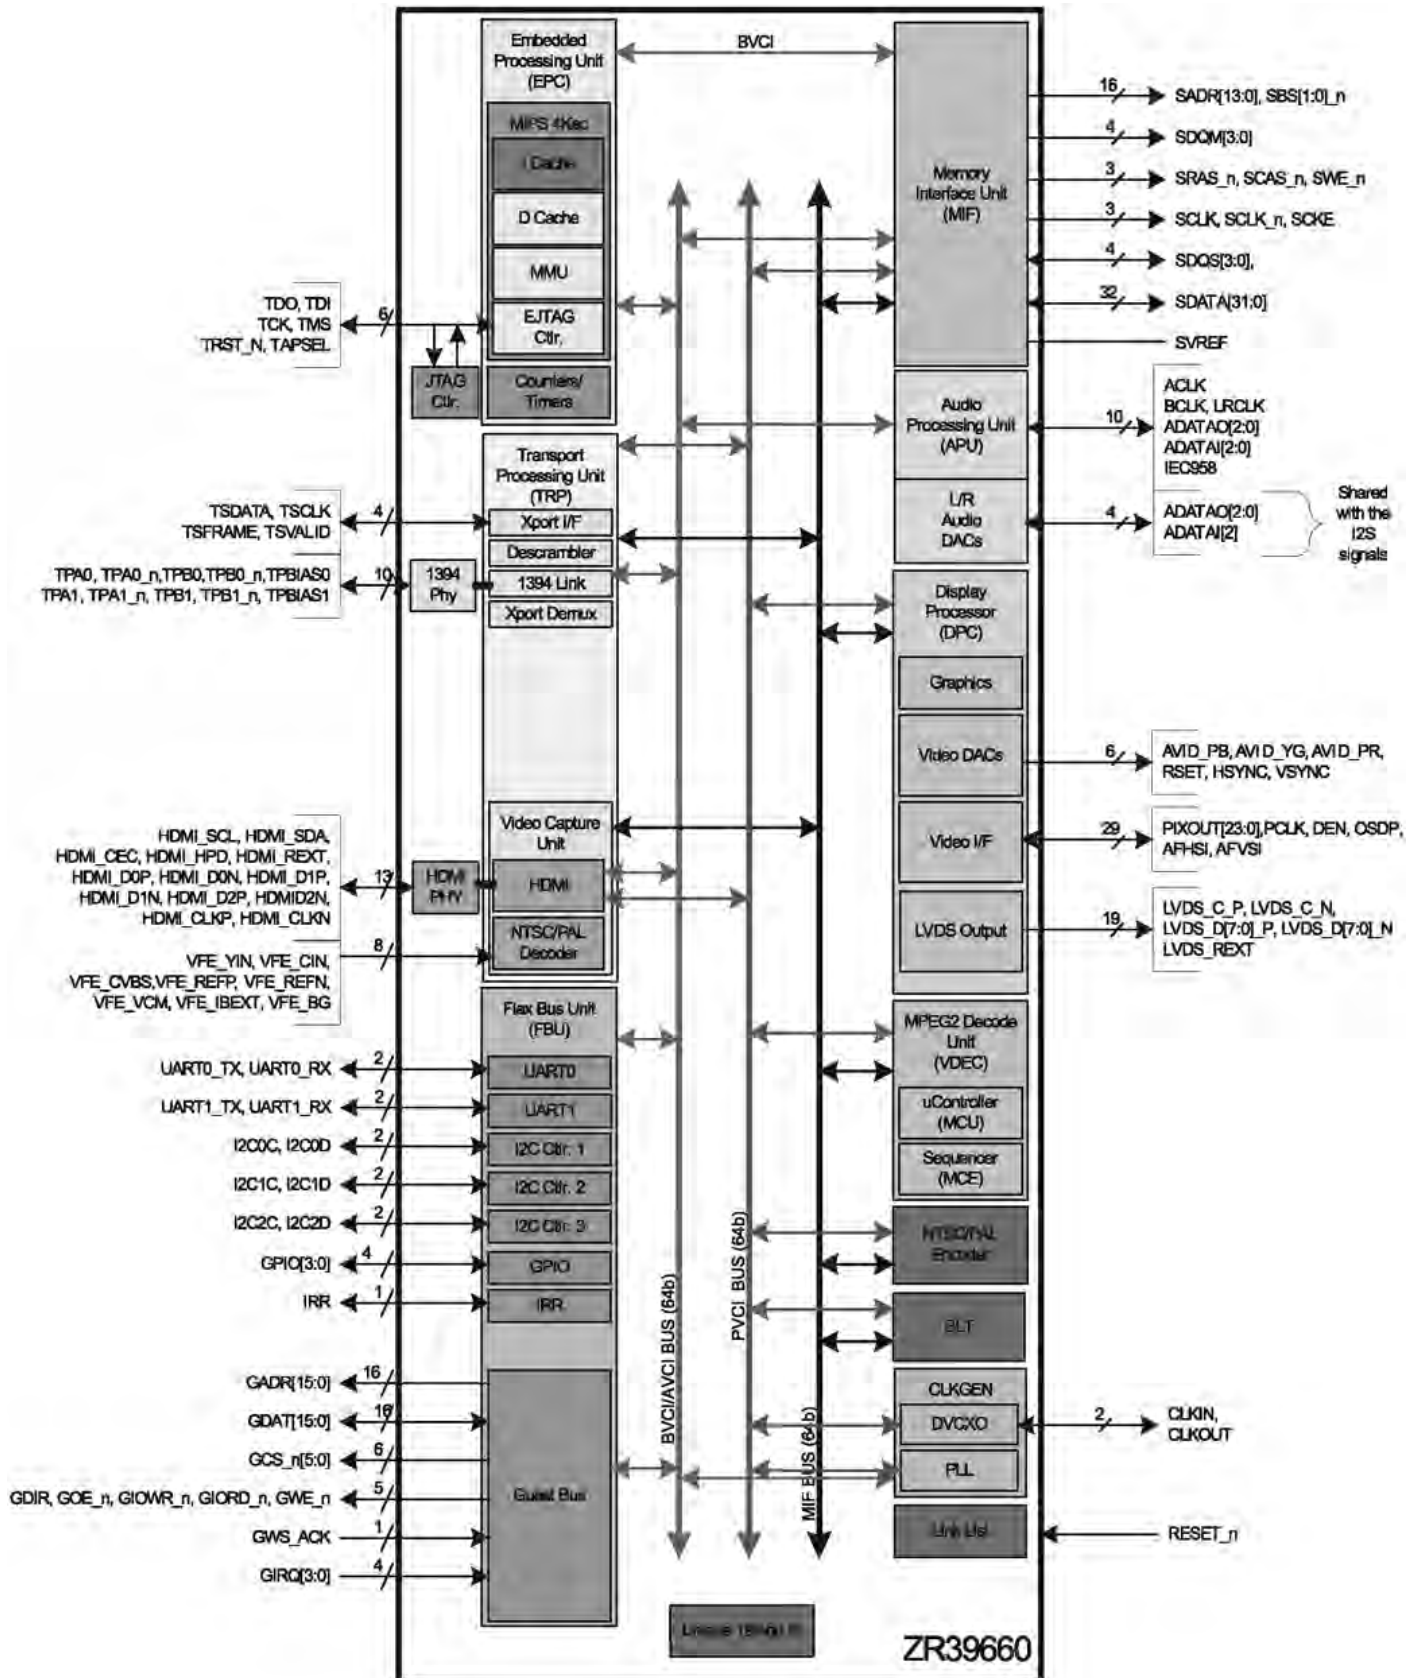 Embedded
Processing Unit
(EPC)
MIPS 4Kec
I Cache
D Cache
MMU
EJTAG
Ctlr.
JTAG
Ctlr.
Counters/
Timers
TDO, TDI
TCK, TMS
TRST_N, TAPSEL
6
Transport
Processing Unit
(TRP)
Xport I/F
Descrambler
1394 Link
Xport Demux
1394
Phy
TSDATA, TSCLK
TSFRAME, TSVALID
4
TPA0, TPA0_n,TPB0,TPB0_n,TPBIAS0
TPA1, TPA1_n, TPB1, TPB1_n, TPBIAS1
10
Video Capture
Unit
HDMI
NTSC/PAL
Decoder
HDMI
PHY
HDMI_SCL, HDMI_SDA,
HDMI_CEC, HDMI_HPD, HDMI_REXT,
HDMI_D0P, HDMI_D0N, HDMI_D1P,
HDMI_D1N, HDMI_D2P, HDMID2N,
HDMI_CLKP, HDMI_CLKN
13
VFE_YIN, VFE_CIN,
VFE_CVBS,VFE_REFP, VFE_REFN,
VFE_VCM, VFE_IBEXT, VFE_BG
8
Flax Bus Unit
(FBU)
UART0_TX, UART0_RX
2
UART0
UART1_TX, UART1_RX
2
UART1
I2C0C, I2C0D
2
I2C Ctlr. 1
I2C1C, I2C1D
2
I2C Ctlr. 2
I2C2C, I2C2D
2
I2C Ctlr. 3
GPIO[3:0]
4
GPIO
IRR
1
IRR
GADR[15:0]
16
GDAT[15:0]
16
GCS_n[5:0]
6
GDIR, GOE_n, GIOWR_n, GIORD_n, GWE_n
5
GWS_ACK
1
GIRQ[3:0]
4
Guest Bus
BVCI
BVCI/AVCI BUS (64b)
PVCI BUS (64b)
MIF BUS (64b)
Memory
Interface Unit
(MIF)
16
SADR[13:0], SBS[1:0]_n
4
SDQM[3:0]
3
SRAS_n, SCAS_n, SWE_n
3
SCLK, SCLK_n, SCKE
4
SDQS[3:0],
32
SDATA[31:0]
SVREF
Audio
Processing Unit
(APU)
10
ACLK
BCLK, LRCLK
ADATAO[2:0]
ADATAI[2:0]
IEC958
L/R
Audio
DACs
4
ADATAO[2:0]
ADATAI[2]
Shared
with the
I2S
signals
Display
Processor
(DPC)
Graphics
Video DACs
6
AVID_PB, AVID_YG, AVID_PR,
RSET, HSYNC, VSYNC
Video I/F
29
PIXOUT[23:0],PCLK, DEN, OSDP,
AFHSI, AFVSI
LVDS Output
19
LVDS_C_P, LVDS_C_N,
LVDS_D[7:0]_P, LVDS_D[7:0]_N
LVDS_REXT
MPEG2 Decode
Unit
(VDEC)
uController
(MCU)
Sequencer
(MCE)
NTSC/PAL
Encoder
BLT
CLKGEN
DVCXO
PLL
2
CLKIN,
CLKOUT
Link List
RESET_n
ZR39660